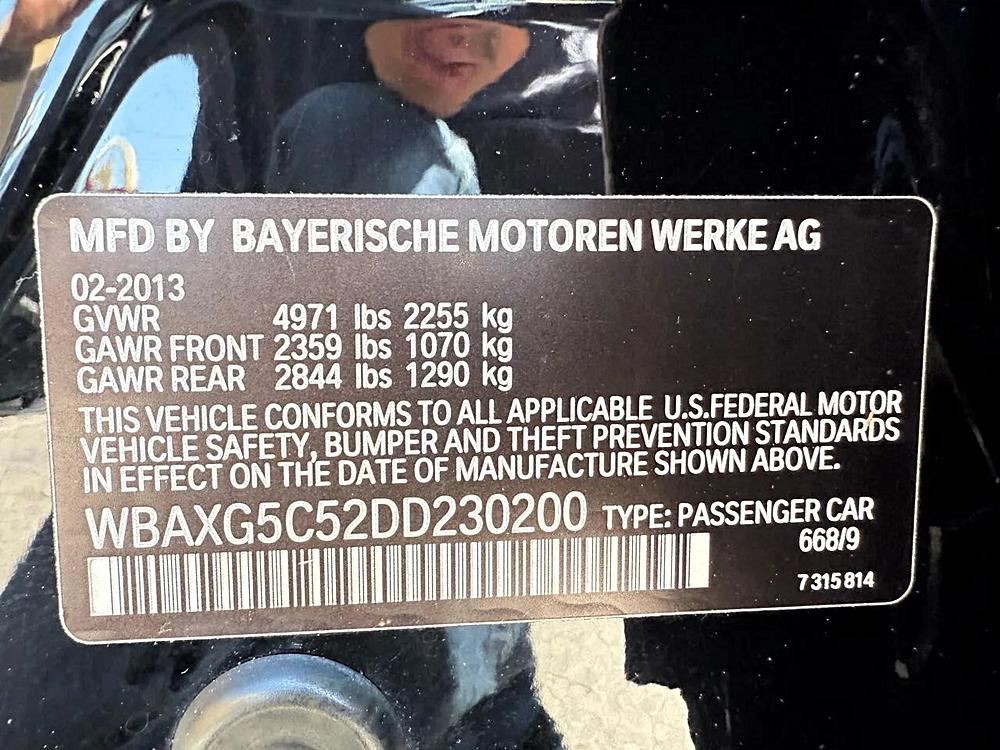 MFD BY BAYERISCHE MOTOREN WERKE AG
02-2013
GVWR 4971 lbs 2255 kg
GAWR FRONT 2359 lbs 1070 kg
GAWR REAR 2844 lbs 1290 kg
THIS VEHICLE CONFORMS TO ALL APPLICABLE U.S.FEDERAL MOTOR
VEHICLE SAFETY, BUMPER AND THEFT PREVENTION STANDARDS
IN EFFECT ON THE DATE OF MANUFACTURE SHOWN ABOVE.
WBAXG5C52DD230200 TYPE: PASSENGER CAR
668/9
7 315 814